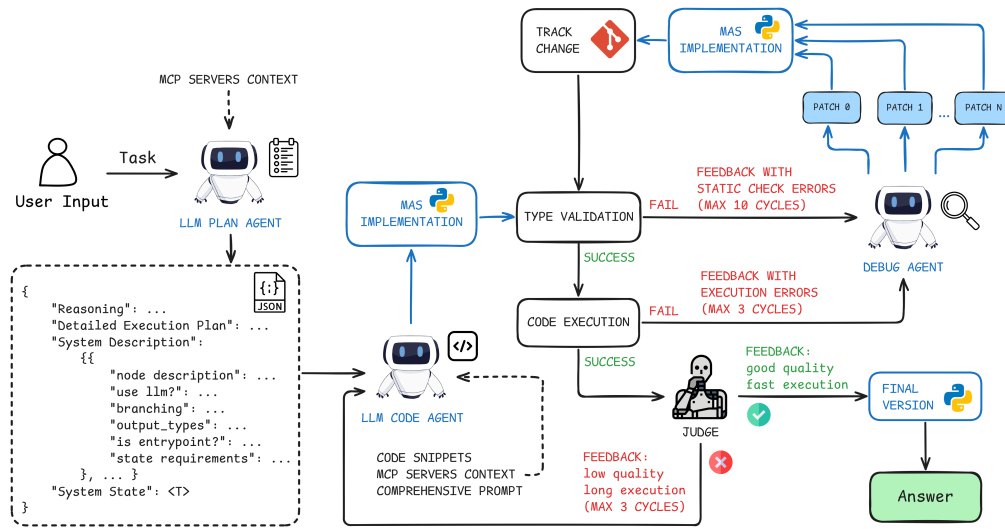 MCP SERVERS CONTEXT
Task
User Input
LLM PLAN AGENT
{:}
JSON
{
"Reasoning": ...
"Detailed Execution Plan": ...
"System Description":
{{
"node description": ...
"use llm?": ...
"branching": ...
"output_types": ...
"is entrypoint?": ...
"state requirements": ...
}, ... }
"System State": <T>
}
MAS
IMPLEMENTATION
</>
LLM CODE AGENT
CODE SNIPPETS
MCP SERVERS CONTEXT
COMPREHENSIVE PROMPT
TRACK
CHANGE
MAS
IMPLEMENTATION
PATCH 0
PATCH 1
...
PATCH N
TYPE VALIDATION
FAIL
FEEDBACK WITH
STATIC CHECK ERRORS
(MAX 10 CYCLES)
DEBUG AGENT
SUCCESS
CODE EXECUTION
FAIL
FEEDBACK WITH
EXECUTION ERRORS
(MAX 3 CYCLES)
SUCCESS
JUDGE
FEEDBACK:
good quality
fast execution
FEEDBACK:
low quality
long execution
(MAX 3 CYCLES)
FINAL
VERSION
Answer